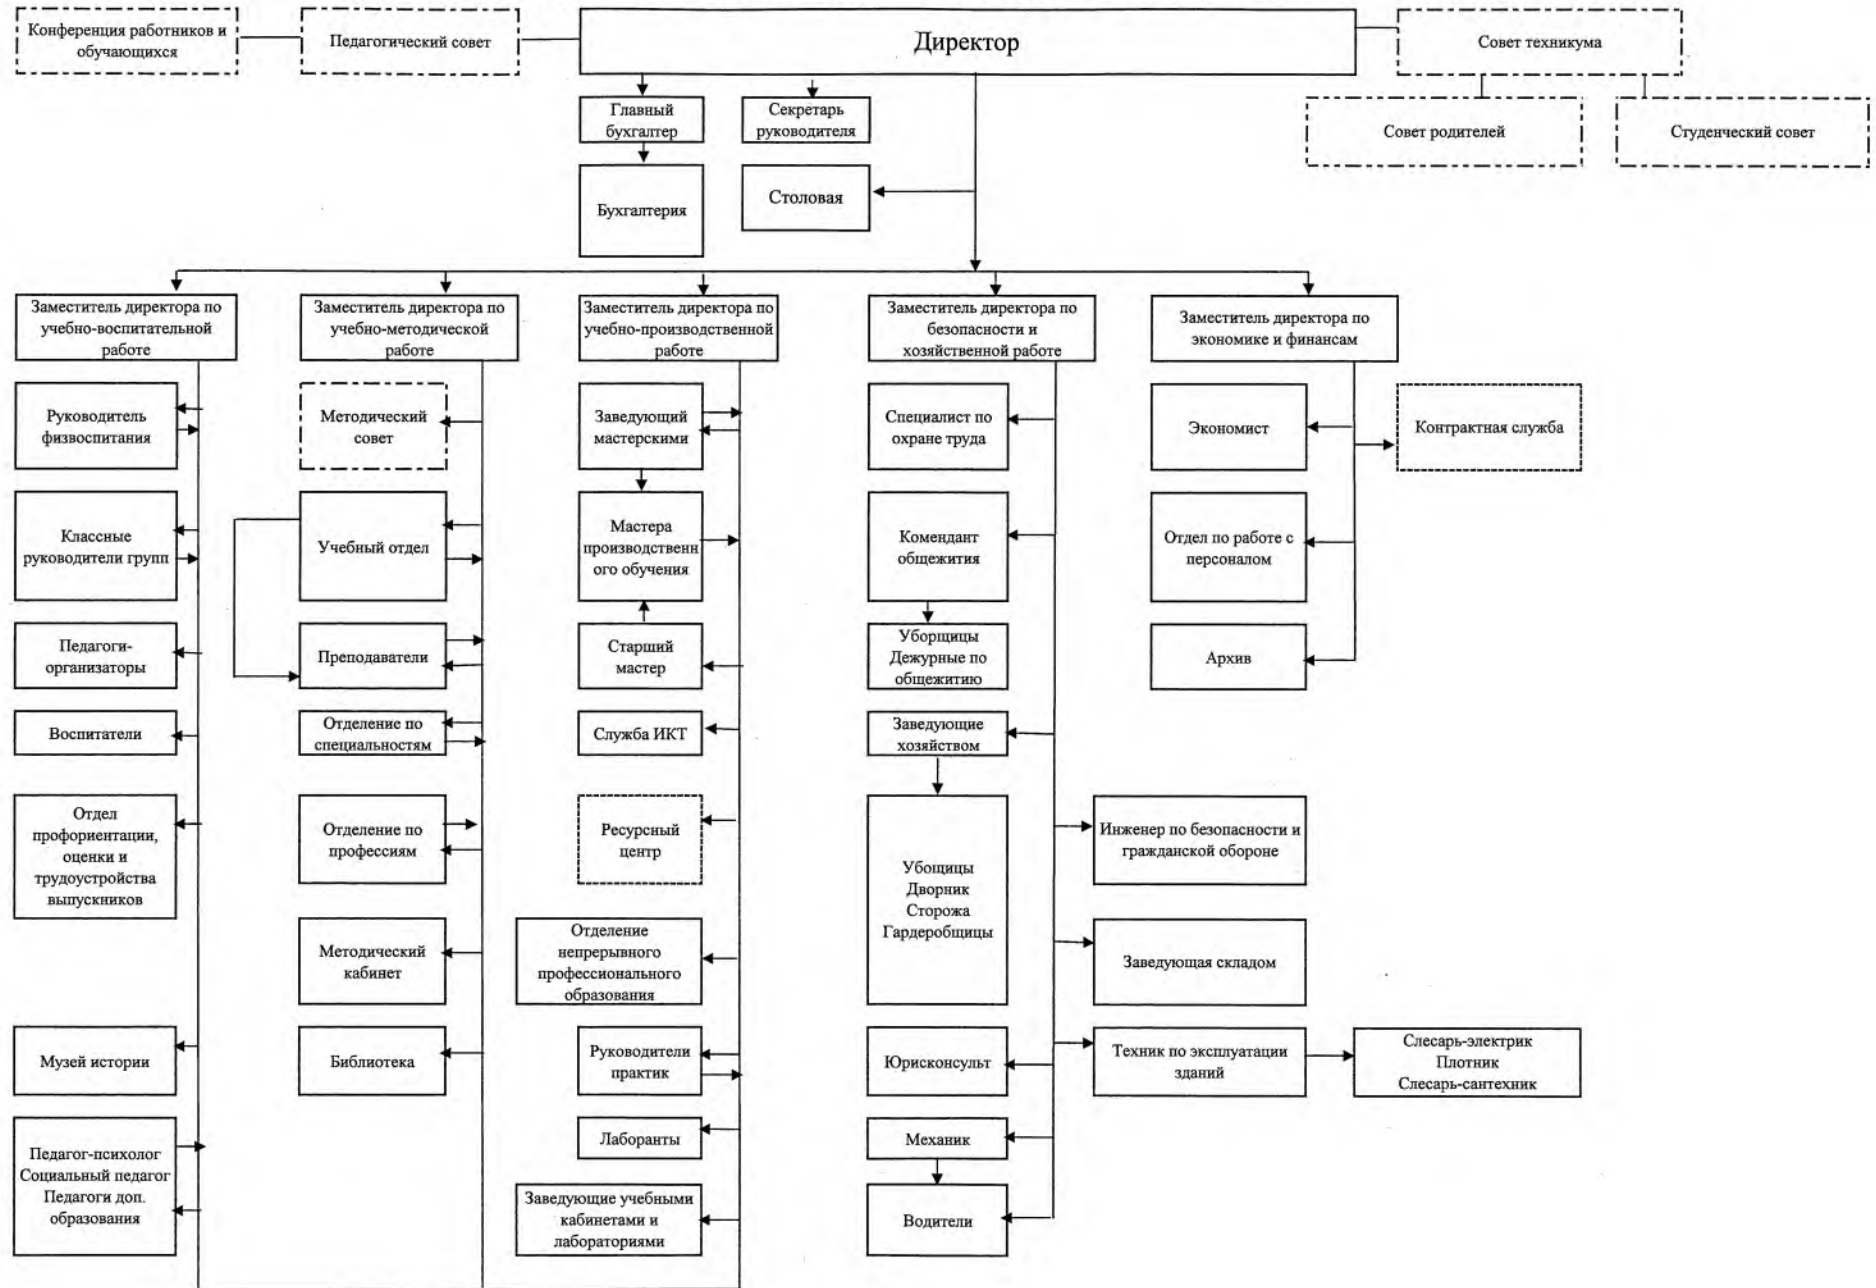 Конференция работников и
обучающихся
Педагогический совет
Директор
Совет техникума
Главный
бухгалтер
Секретарь
руководителя
Совет родителей
Студенческий совет
Бухгалтерия
Столовая
Заместитель директора по
учебно-воспитательной
работе
Заместитель директора по
учебно-методической
работе
Заместитель директора по
учебно-производственной
работе
Заместитель директора по
безопасности и
хозяйственной работе
Заместитель директора по
экономике и финансам
Руководитель
физвоспитания
Методический
совет
Заведующий
мастерскими
Специалист по
охране труда
Экономист
Контрактная служба
Классные
руководители групп
Учебный отдел
Мастера
производственн
ого обучения
Комендант
общежития
Отдел по работе с
персоналом
Педагоги-
организаторы
Преподаватели
Старший
мастер
Уборщицы
Дежурные по
общежитию
Архив
Воспитатели
Отделение по
специальностям
Служба ИКТ
Заведующие
хозяйством
Отдел
профориентации,
оценки и
трудоустройства
выпускников
Отделение по
профессиям
Ресурсный
центр
Убощицы
Дворник
Сторожа
Гардеробщицы
Инженер по безопасности и
гражданской обороне
Методический
кабинет
Отделение
непрерывного
профессионального
образования
Заведующая складом
Музей истории
Библиотека
Руководители
практик
Юрисконсульт
Техник по эксплуатации
зданий
Слесарь-электрик
Плотник
Слесарь-сантехник
Педагог-психолог
Социальный педагог
Педагоги доп.
образования
Лаборанты
Механик
Заведующие учебными
кабинетами и
лабораториями
Водители